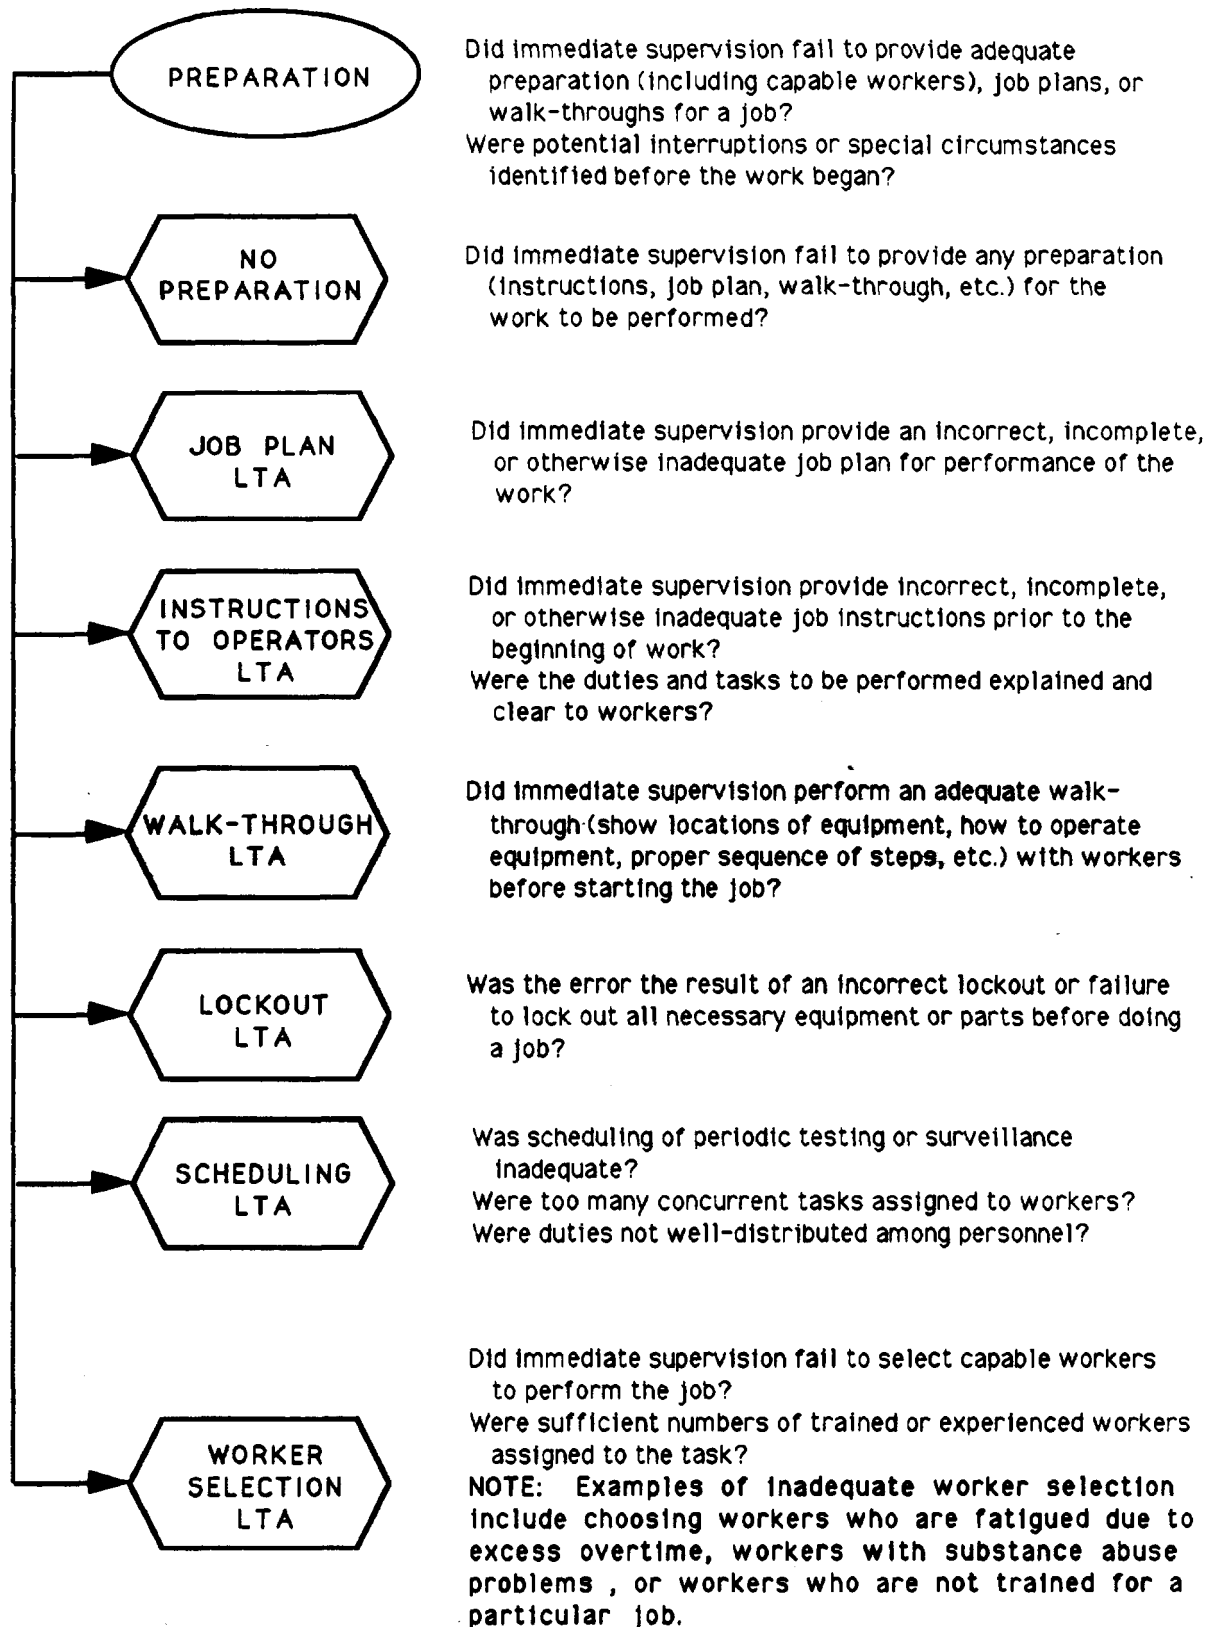 PREPARATION
Did immediate supervision fail to provide adequate
preparation (including capable workers), job plans, or
walk-throughs for a job?
Were potential interruptions or special circumstances
identified before the work began?
NO
PREPARATION
Did immediate supervision fail to provide any preparation
(instructions, job plan, walk-through, etc.) for the
work to be performed?
JOB PLAN
LTA
Did immediate supervision provide an incorrect, incomplete,
or otherwise inadequate job plan for performance of the
work?
INSTRUCTIONS
TO OPERATORS
LTA
Did immediate supervision provide incorrect, incomplete,
or otherwise inadequate job instructions prior to the
beginning of work?
Were the duties and tasks to be performed explained and
clear to workers?
WALK-THROUGH
LTA
Did immediate supervision perform an adequate walk-
through (show locations of equipment, how to operate
equipment, proper sequence of steps, etc.) with workers
before starting the job?
LOCKOUT
LTA
Was the error the result of an incorrect lockout or failure
to lock out all necessary equipment or parts before doing
a job?
SCHEDULING
LTA
Was scheduling of periodic testing or surveillance
inadequate?
Were too many concurrent tasks assigned to workers?
Were duties not well-distributed among personnel?
WORKER
SELECTION
LTA
Did immediate supervision fail to select capable workers
to perform the job?
Were sufficient numbers of trained or experienced workers
assigned to the task?
NOTE: Examples of inadequate worker selection
include choosing workers who are fatigued due to
excess overtime, workers with substance abuse
problems , or workers who are not trained for a
particular job.